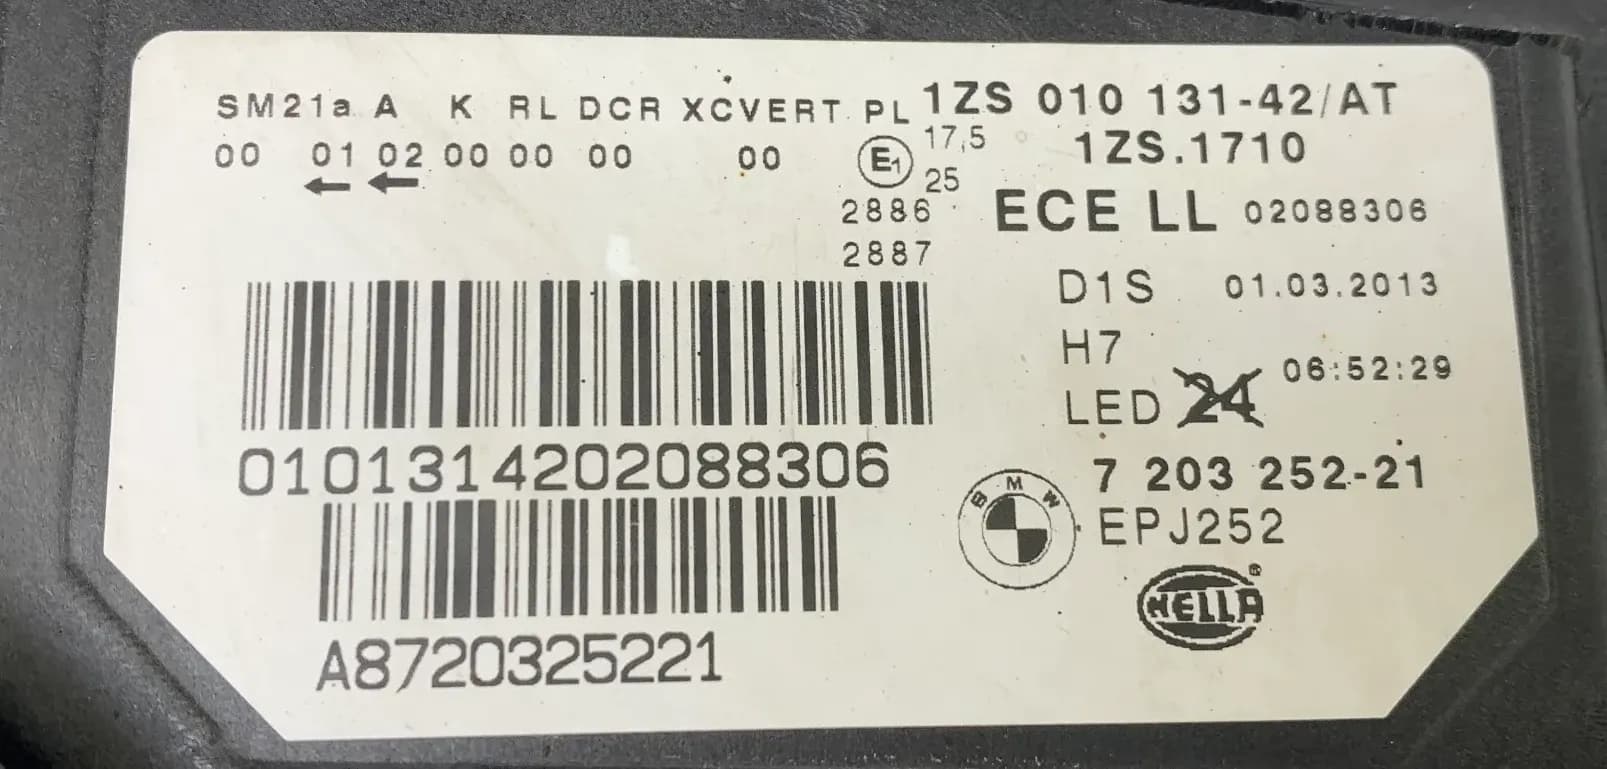 SM21a A K RL DCR XCVERT PL 1ZS 010 131-42/AT
00 01 02 00 00 00 00 E1 17,5 1ZS.1710
← ← 25
2886 ECE LL 02088306
2887
D1S 01.03.2013
H7
LED 24 06:52:29
0101314202088306
7 203 252-21
BMW EPJ252
HELLA ®
A8720325221